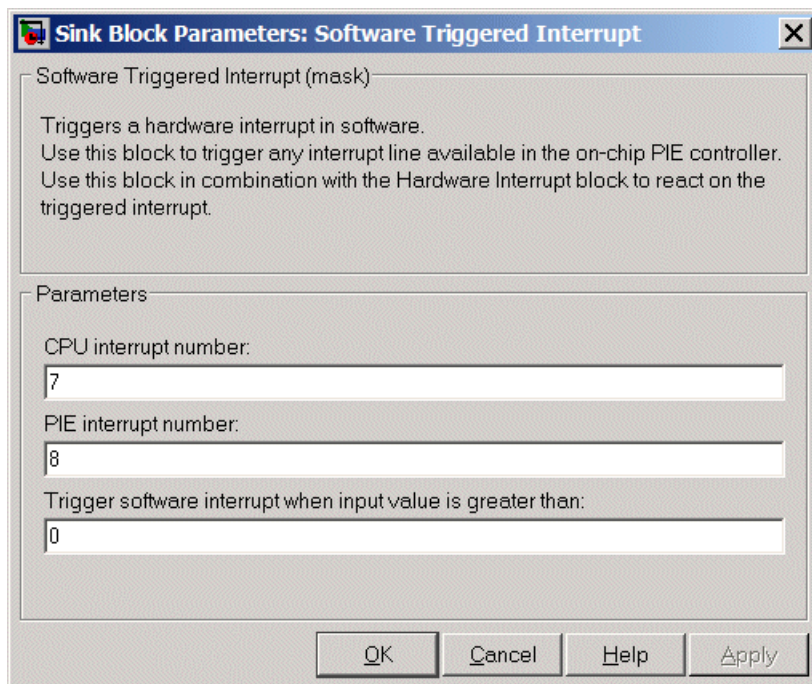 Sink Block Parameters: Software Triggered Interrupt
Software Triggered Interrupt (mask)
Triggers a hardware interrupt in software.
Use this block to trigger any interrupt line available in the on-chip PIE controller.
Use this block in combination with the Hardware Interrupt block to react on the
triggered interrupt.
Parameters
CPU interrupt number:
7
PIE interrupt number:
8
Trigger software interrupt when input value is greater than:
0
OK Cancel Help Apply